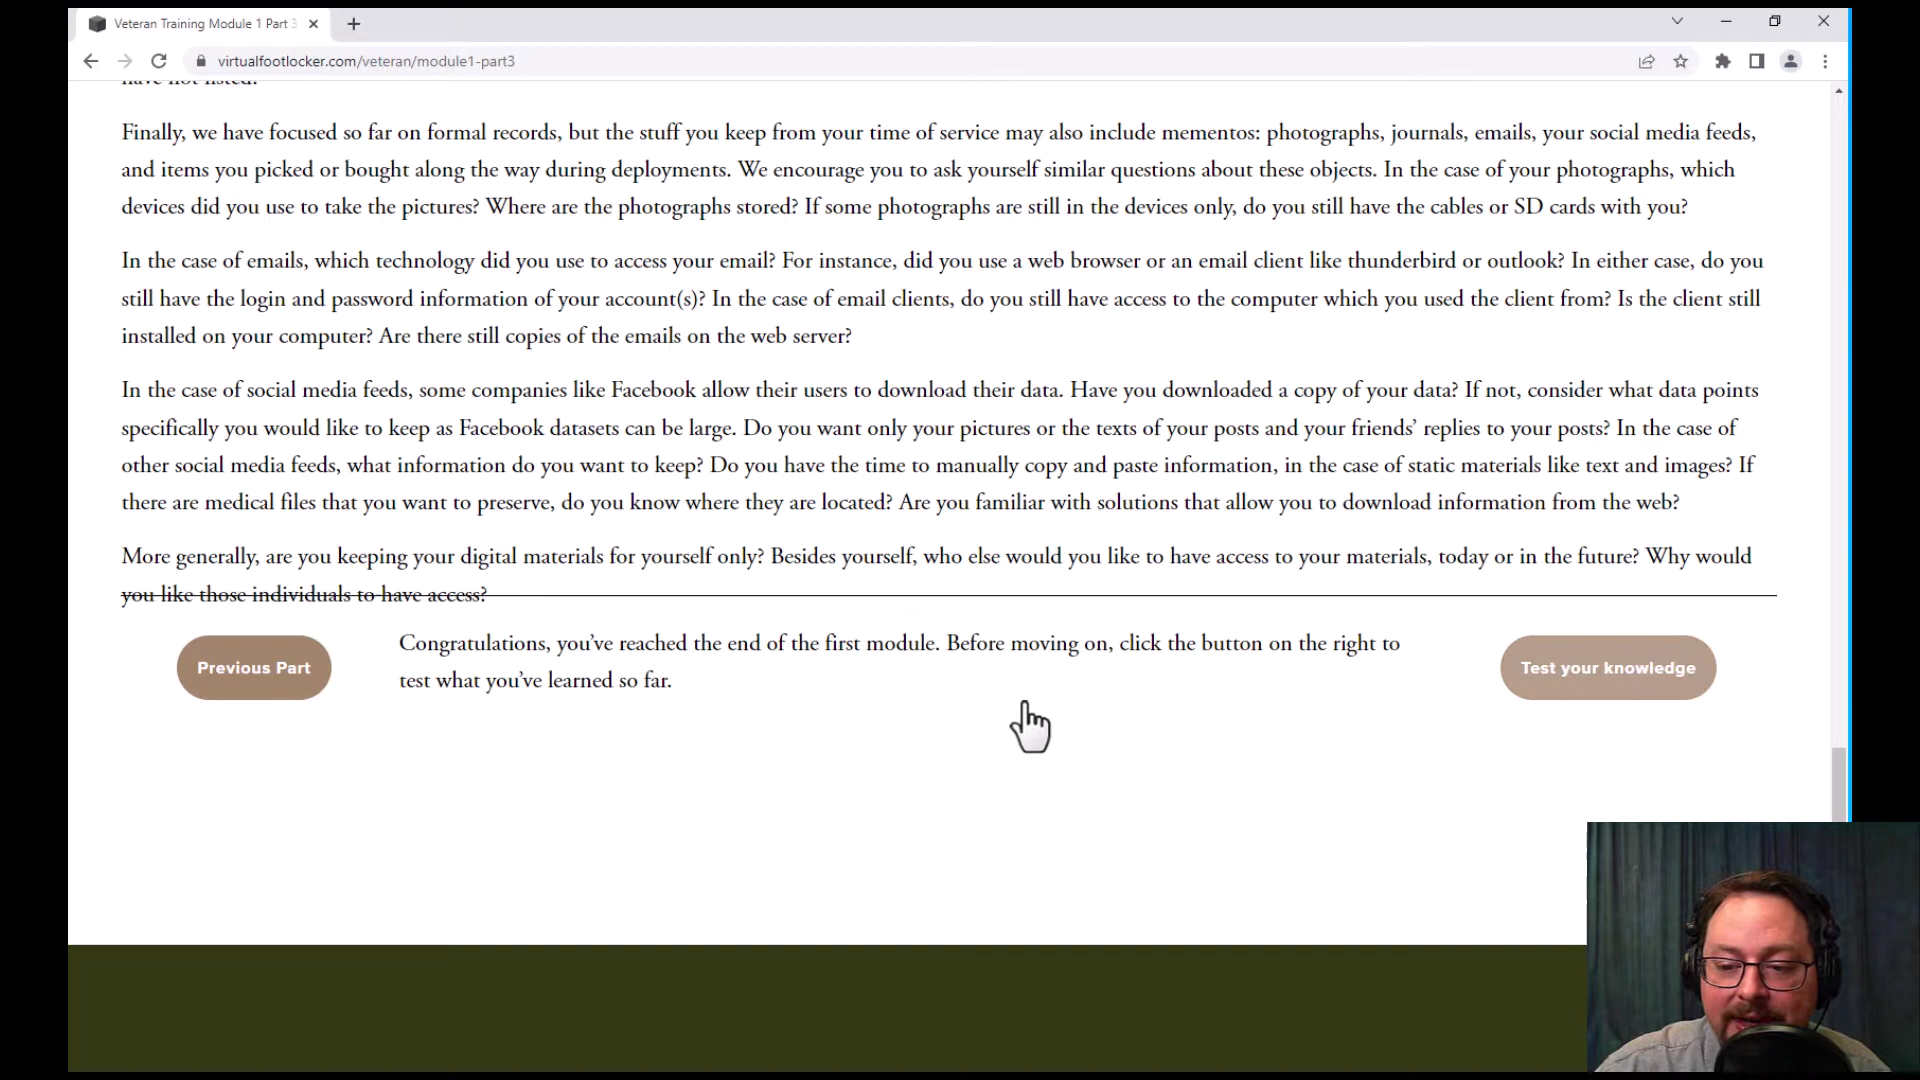 Veteran Training Module 1 Part 3
virtualfootlocker.com/veteran/module1-part3
have not listed.
Finally, we have focused so far on formal records, but the stuff you keep from your time of service may also include mementos: photographs, journals, emails, your social media feeds,
and items you picked or bought along the way during deployments. We encourage you to ask yourself similar questions about these objects. In the case of your photographs, which
devices did you use to take the pictures? Where are the photographs stored? If some photographs are still in the devices only, do you still have the cables or SD cards with you?
In the case of emails, which technology did you use to access your email? For instance, did you use a web browser or an email client like thunderbird or outlook? In either case, do you
still have the login and password information of your account(s)? In the case of email clients, do you still have access to the computer which you used the client from? Is the client still
installed on your computer? Are there still copies of the emails on the web server?
In the case of social media feeds, some companies like Facebook allow their users to download their data. Have you downloaded a copy of your data? If not, consider what data points
specifically you would like to keep as Facebook datasets can be large. Do you want only your pictures or the texts of your posts and your friends’ replies to your posts? In the case of
other social media feeds, what information do you want to keep? Do you have the time to manually copy and paste information, in the case of static materials like text and images? If
there are medical files that you want to preserve, do you know where they are located? Are you familiar with solutions that allow you to download information from the web?
More generally, are you keeping your digital materials for yourself only? Besides yourself, who else would you like to have access to your materials, today or in the future? Why would
you like those individuals to have access?
Previous Part
Congratulations, you’ve reached the end of the first module. Before moving on, click the button on the right to
test what you’ve learned so far.
Test your knowledge